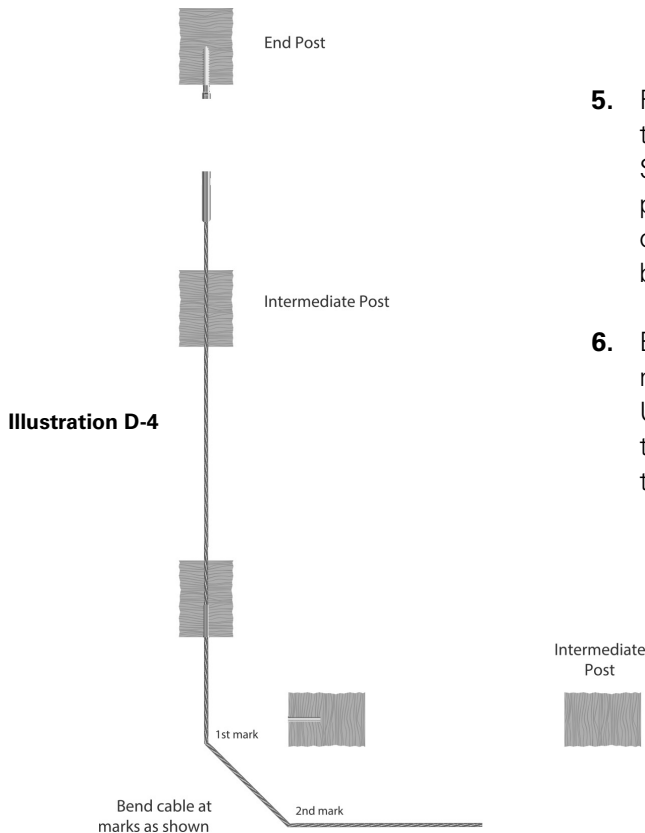 End Post
Intermediate Post
Illustration D-4
1st mark
2nd mark
Bend cable at
marks as shown
Intermediate
Post
5.
6.